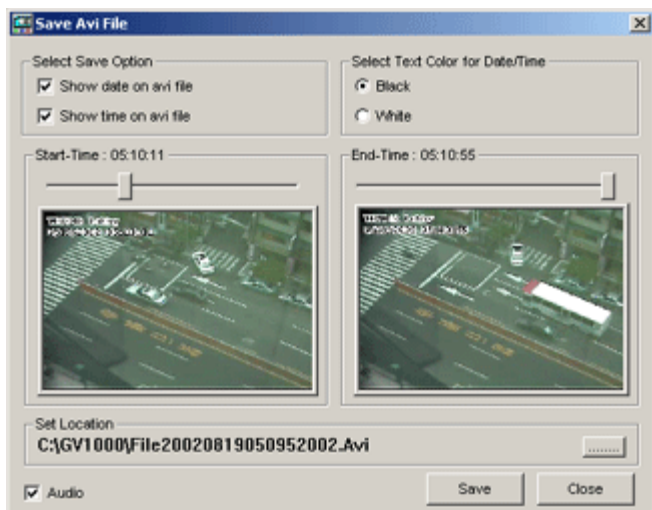 Save Avi File
Select Save Option
Show date on avi file
Show time on avi file
Select Text Color for Date/Time
Black
White
Start-Time : 05:10:11
End-Time : 05:10:55
Set Location
C:\GV1000\File20020819050952002.Avi
........
Audio
Save
Close